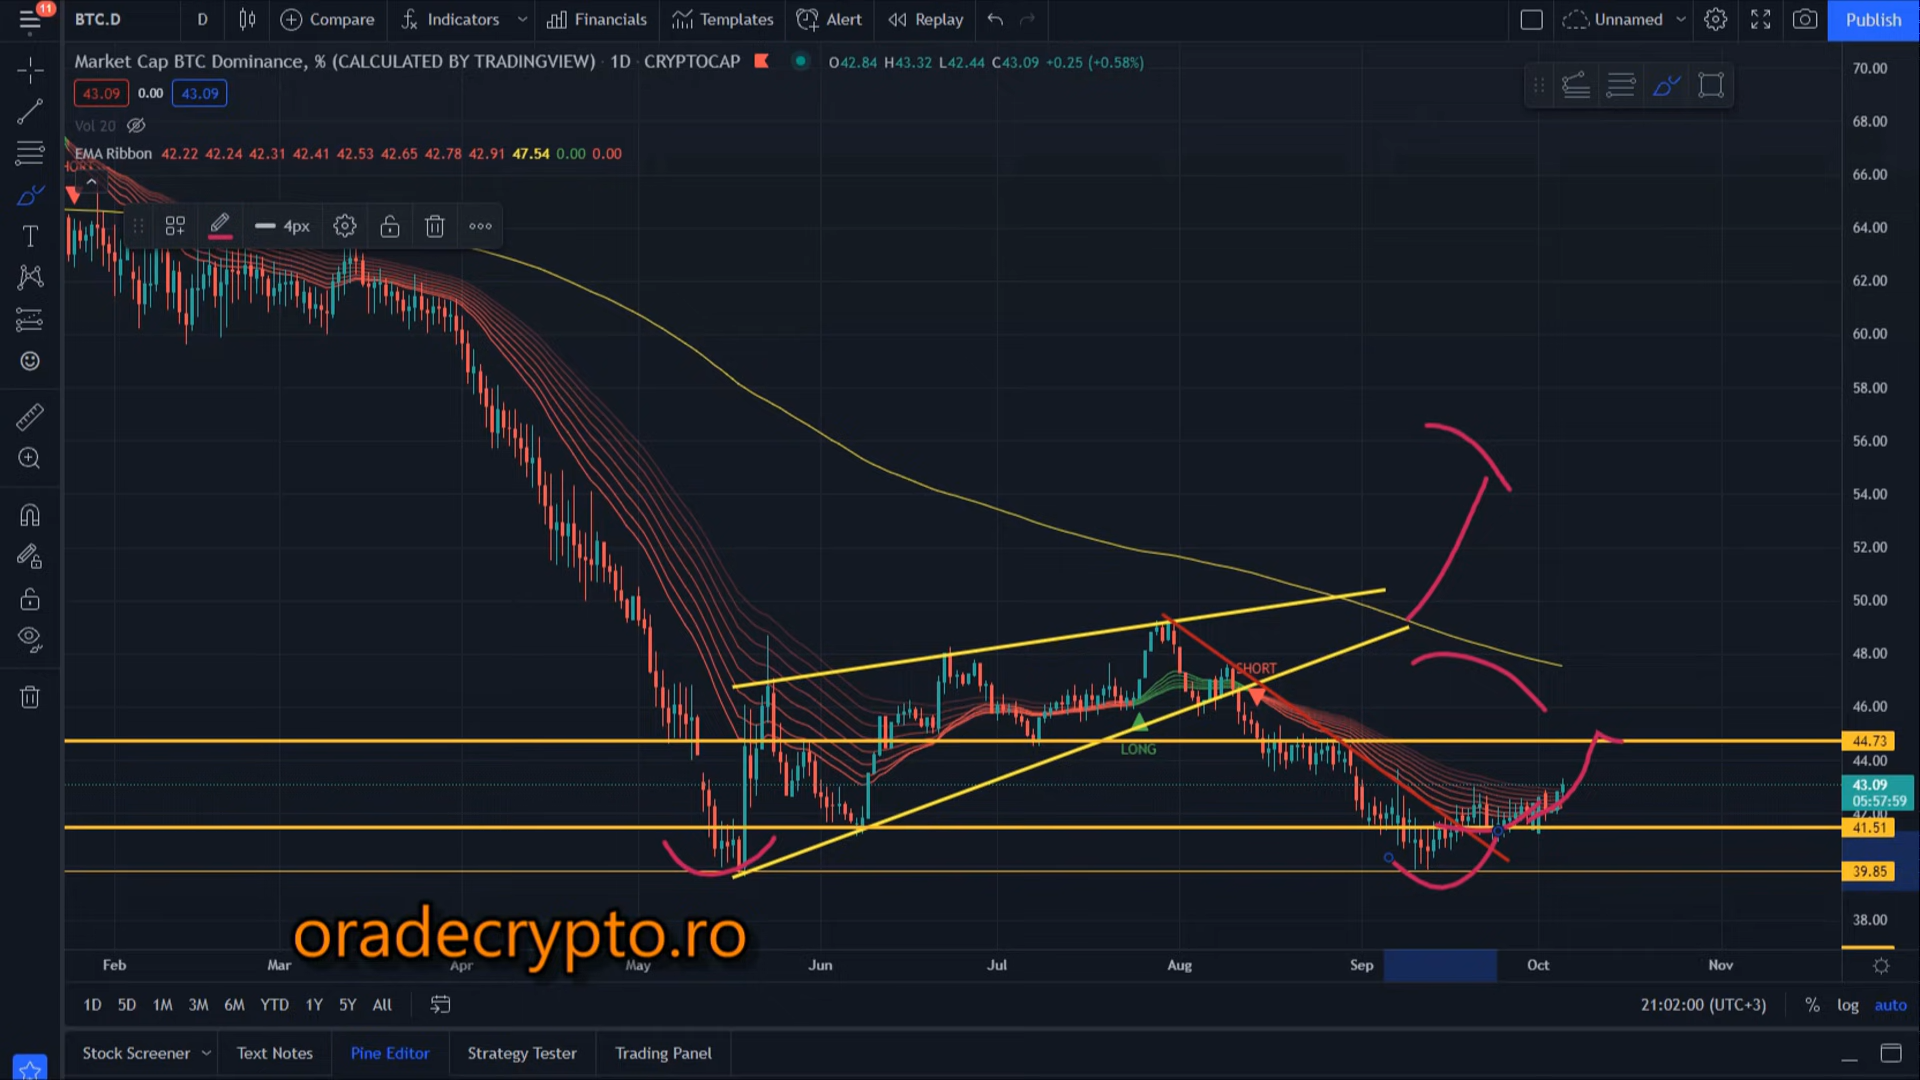 11
BTC.D D Compare Indicators Financials Templates Alert Replay Unnamed Publish
Market Cap BTC Dominance, % (CALCULATED BY TRADINGVIEW) · 1D · CRYPTOCAP O42.84 H43.32 L42.44 C43.09 +0.25 (+0.58%)
43.09 0.00 43.09
Vol 20
EMA Ribbon 42.22 42.24 42.31 42.41 42.53 42.65 42.78 42.91 47.54 0.00 0.00
4px
70.00
68.00
66.00
64.00
62.00
60.00
58.00
56.00
54.00
52.00
50.00
48.00
SHORT
46.00
LONG
44.73
44.00
43.09
05:57:59
42.00
41.51
39.85
38.00
oradecrypto.ro
Feb Mar Apr May Jun Jul Aug Sep Oct Nov
1D 5D 1M 3M 6M YTD 1Y 5Y All 21:02:00 (UTC+3) % log auto
Stock Screener Text Notes Pine Editor Strategy Tester Trading Panel